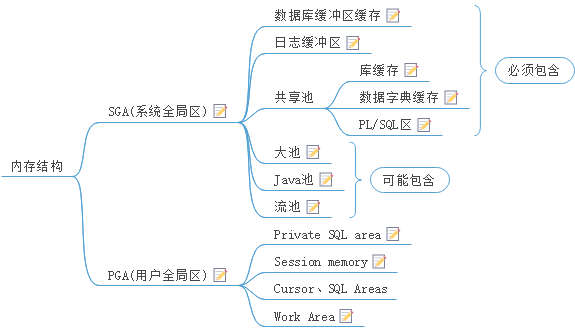 内存结构
SGA(系统全局区)
数据库缓冲区缓存
日志缓冲区
共享池
库缓存
数据字典缓存
PL/SQL区
必须包含
大池
Java池
流池
可能包含
PGA(用户全局区)
Private SQL area
Session memory
Cursor、SQL Areas
Work Area